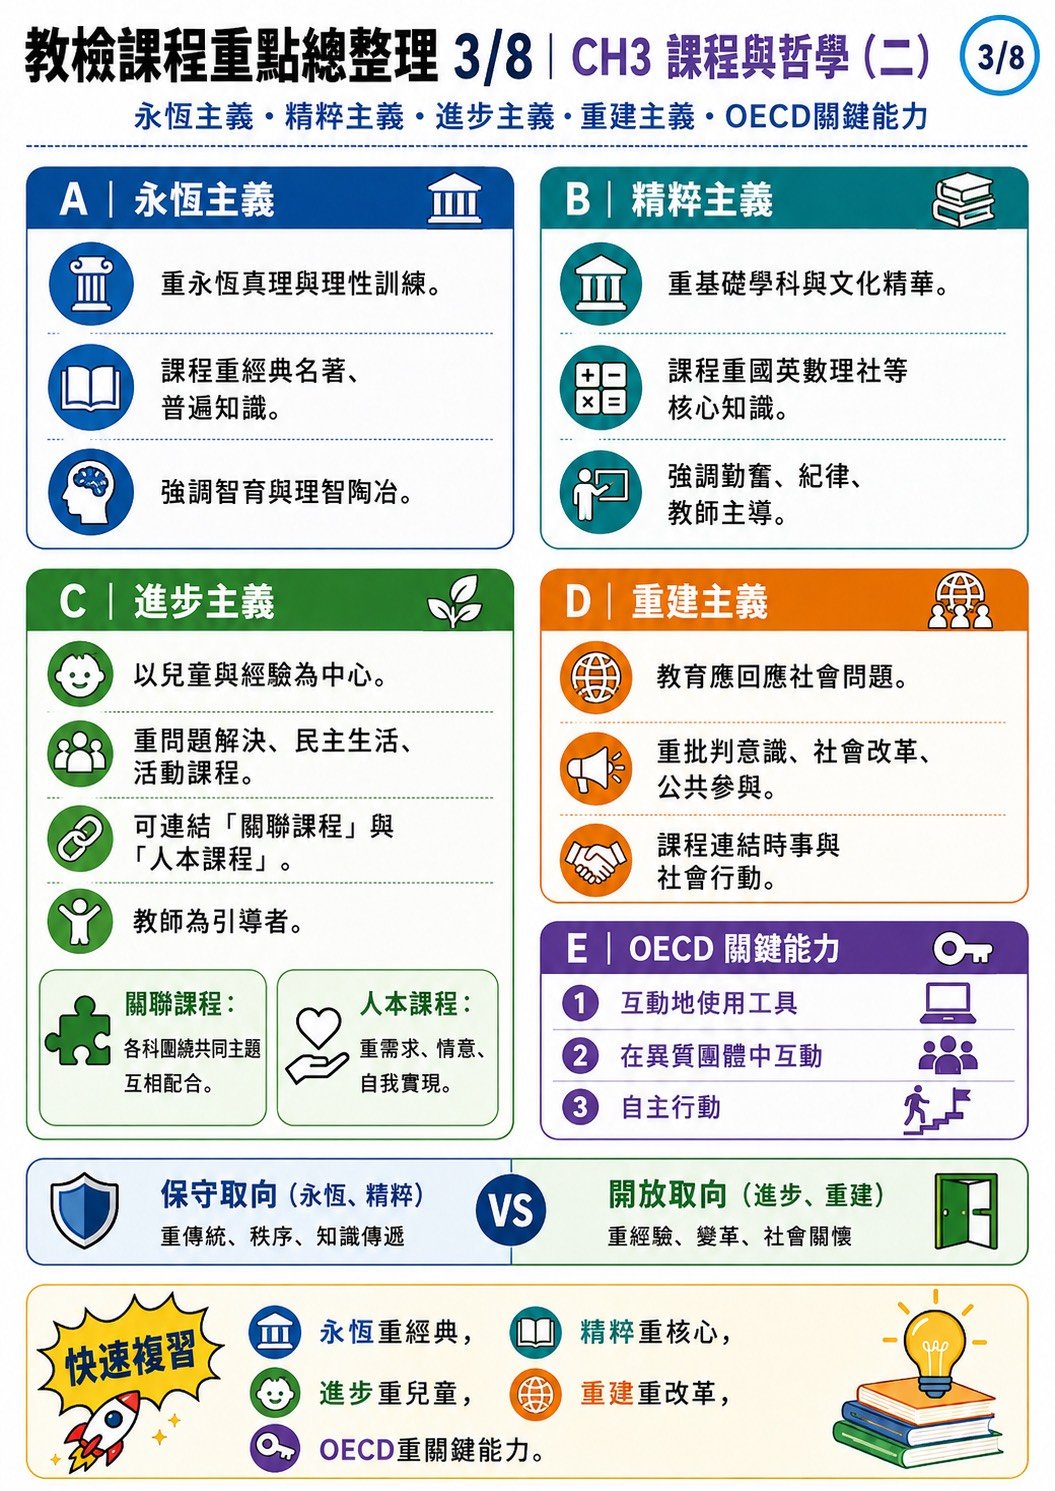 教檢課程重點總整理 3/8｜CH3 課程與哲學（二）
3/8
永恆主義・精粹主義・進步主義・重建主義・OECD關鍵能力
A｜永恆主義
重永恆真理與理性訓練。
課程重經典名著、
普遍知識。
強調智育與理智陶冶。
B｜精粹主義
重基礎學科與文化精華。
課程重國英數理社等
核心知識。
強調勤奮、紀律、
教師主導。
C｜進步主義
以兒童與經驗為中心。
重問題解決、民主生活、
活動課程。
可連結「關聯課程」與
「人本課程」。
教師為引導者。
關聯課程：
各科圍繞共同主題
互相配合。
人本課程：
重需求、情意、
自我實現。
D｜重建主義
教育應回應社會問題。
重批判意識、社會改革、
公共參與。
課程連結時事與
社會行動。
E｜OECD 關鍵能力
1 互動地使用工具
2 在異質團體中互動
3 自主行動
保守取向（永恆、精粹）
重傳統、秩序、知識傳遞
VS
開放取向（進步、重建）
重經驗、變革、社會關懷
快速複習
永恆重經典，
精粹重核心，
進步重兒童，
重建重改革，
OECD重關鍵能力。